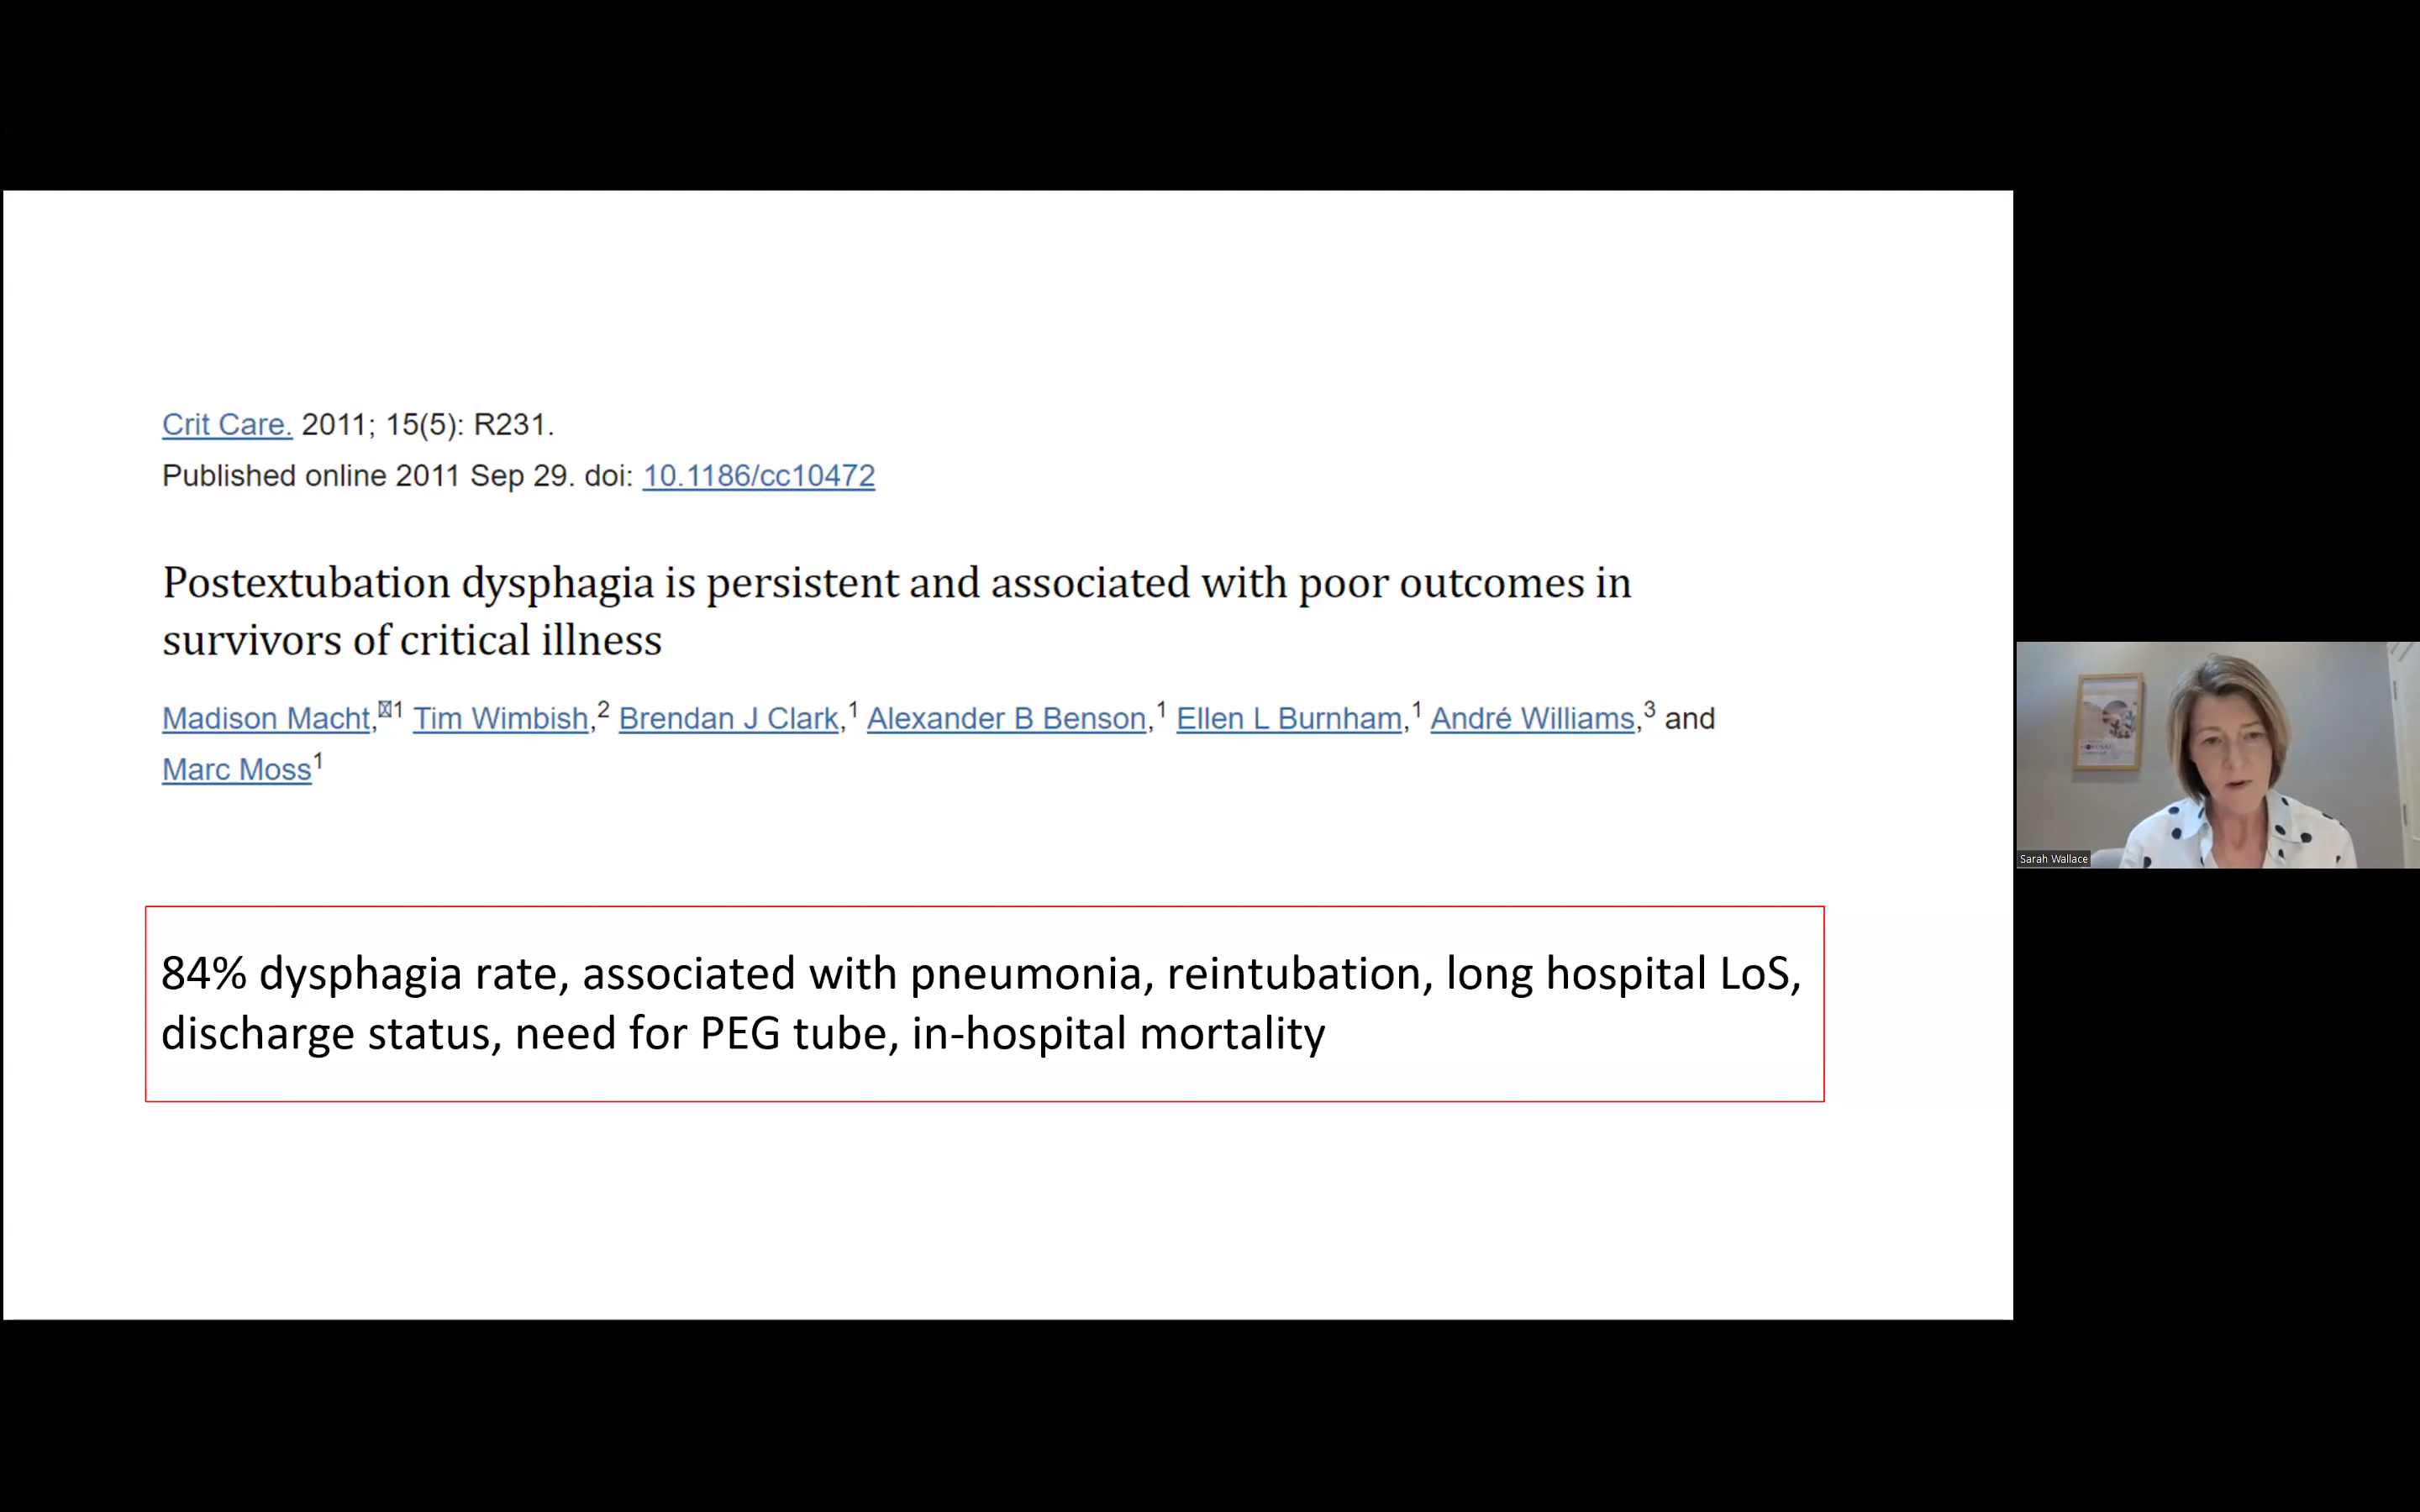 Crit Care. 2011; 15(5): R231.
Published online 2011 Sep 29. doi: 10.1186/cc10472
Postextubation dysphagia is persistent and associated with poor outcomes in
survivors of critical illness
Madison Macht,1 Tim Wimbish,2 Brendan J Clark,1 Alexander B Benson,1 Ellen L Burnham,1 André Williams,3 and
Marc Moss1
84% dysphagia rate, associated with pneumonia, reintubation, long hospital LoS,
discharge status, need for PEG tube, in-hospital mortality
Sarah Wallace